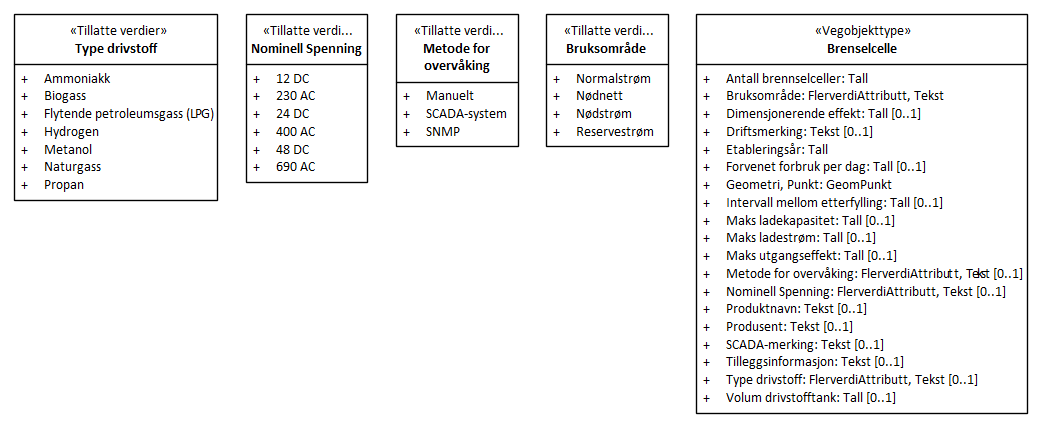 «Tillatte verdier»
Type drivstoff
+ Ammoniakk
+ Biogass
+ Flytende petroleumsgass (LPG)
+ Hydrogen
+ Metanol
+ Naturgass
+ Propan
«Tillatte verdi...
Nominell Spenning
+ 12 DC
+ 230 AC
+ 24 DC
+ 400 AC
+ 48 DC
+ 690 AC
«Tillatte verdi...
Metode for
overvåking
+ Manuelt
+ SCADA-system
+ SNMP
«Tillatte verdi...
Bruksområde
+ Normalstrøm
+ Nødnett
+ Nødstrøm
+ Reservestrøm
«Vegobjekttype»
Brenselcelle
+ Antall brennselceller: Tall
+ Bruksområde: FlerverdiAttributt, Tekst
+ Dimensjonerende effekt: Tall [0..1]
+ Driftsmerking: Tekst [0..1]
+ Etableringsår: Tall
+ Forvenet forbruk per dag: Tall [0..1]
+ Geometri, Punkt: GeomPunkt
+ Intervall mellom etterfylling: Tall [0..1]
+ Maks ladekapasitet: Tall [0..1]
+ Maks ladestrøm: Tall [0..1]
+ Maks utgangseffekt: Tall [0..1]
+ Metode for overvåking: FlerverdiAttributt, Tekst [0..1]
+ Nominell Spenning: FlerverdiAttributt, Tekst [0..1]
+ Produktnavn: Tekst [0..1]
+ Produsent: Tekst [0..1]
+ SCADA-merking: Tekst [0..1]
+ Tilleggsinformasjon: Tekst [0..1]
+ Type drivstoff: FlerverdiAttributt, Tekst [0..1]
+ Volum drivstofftank: Tall [0..1]